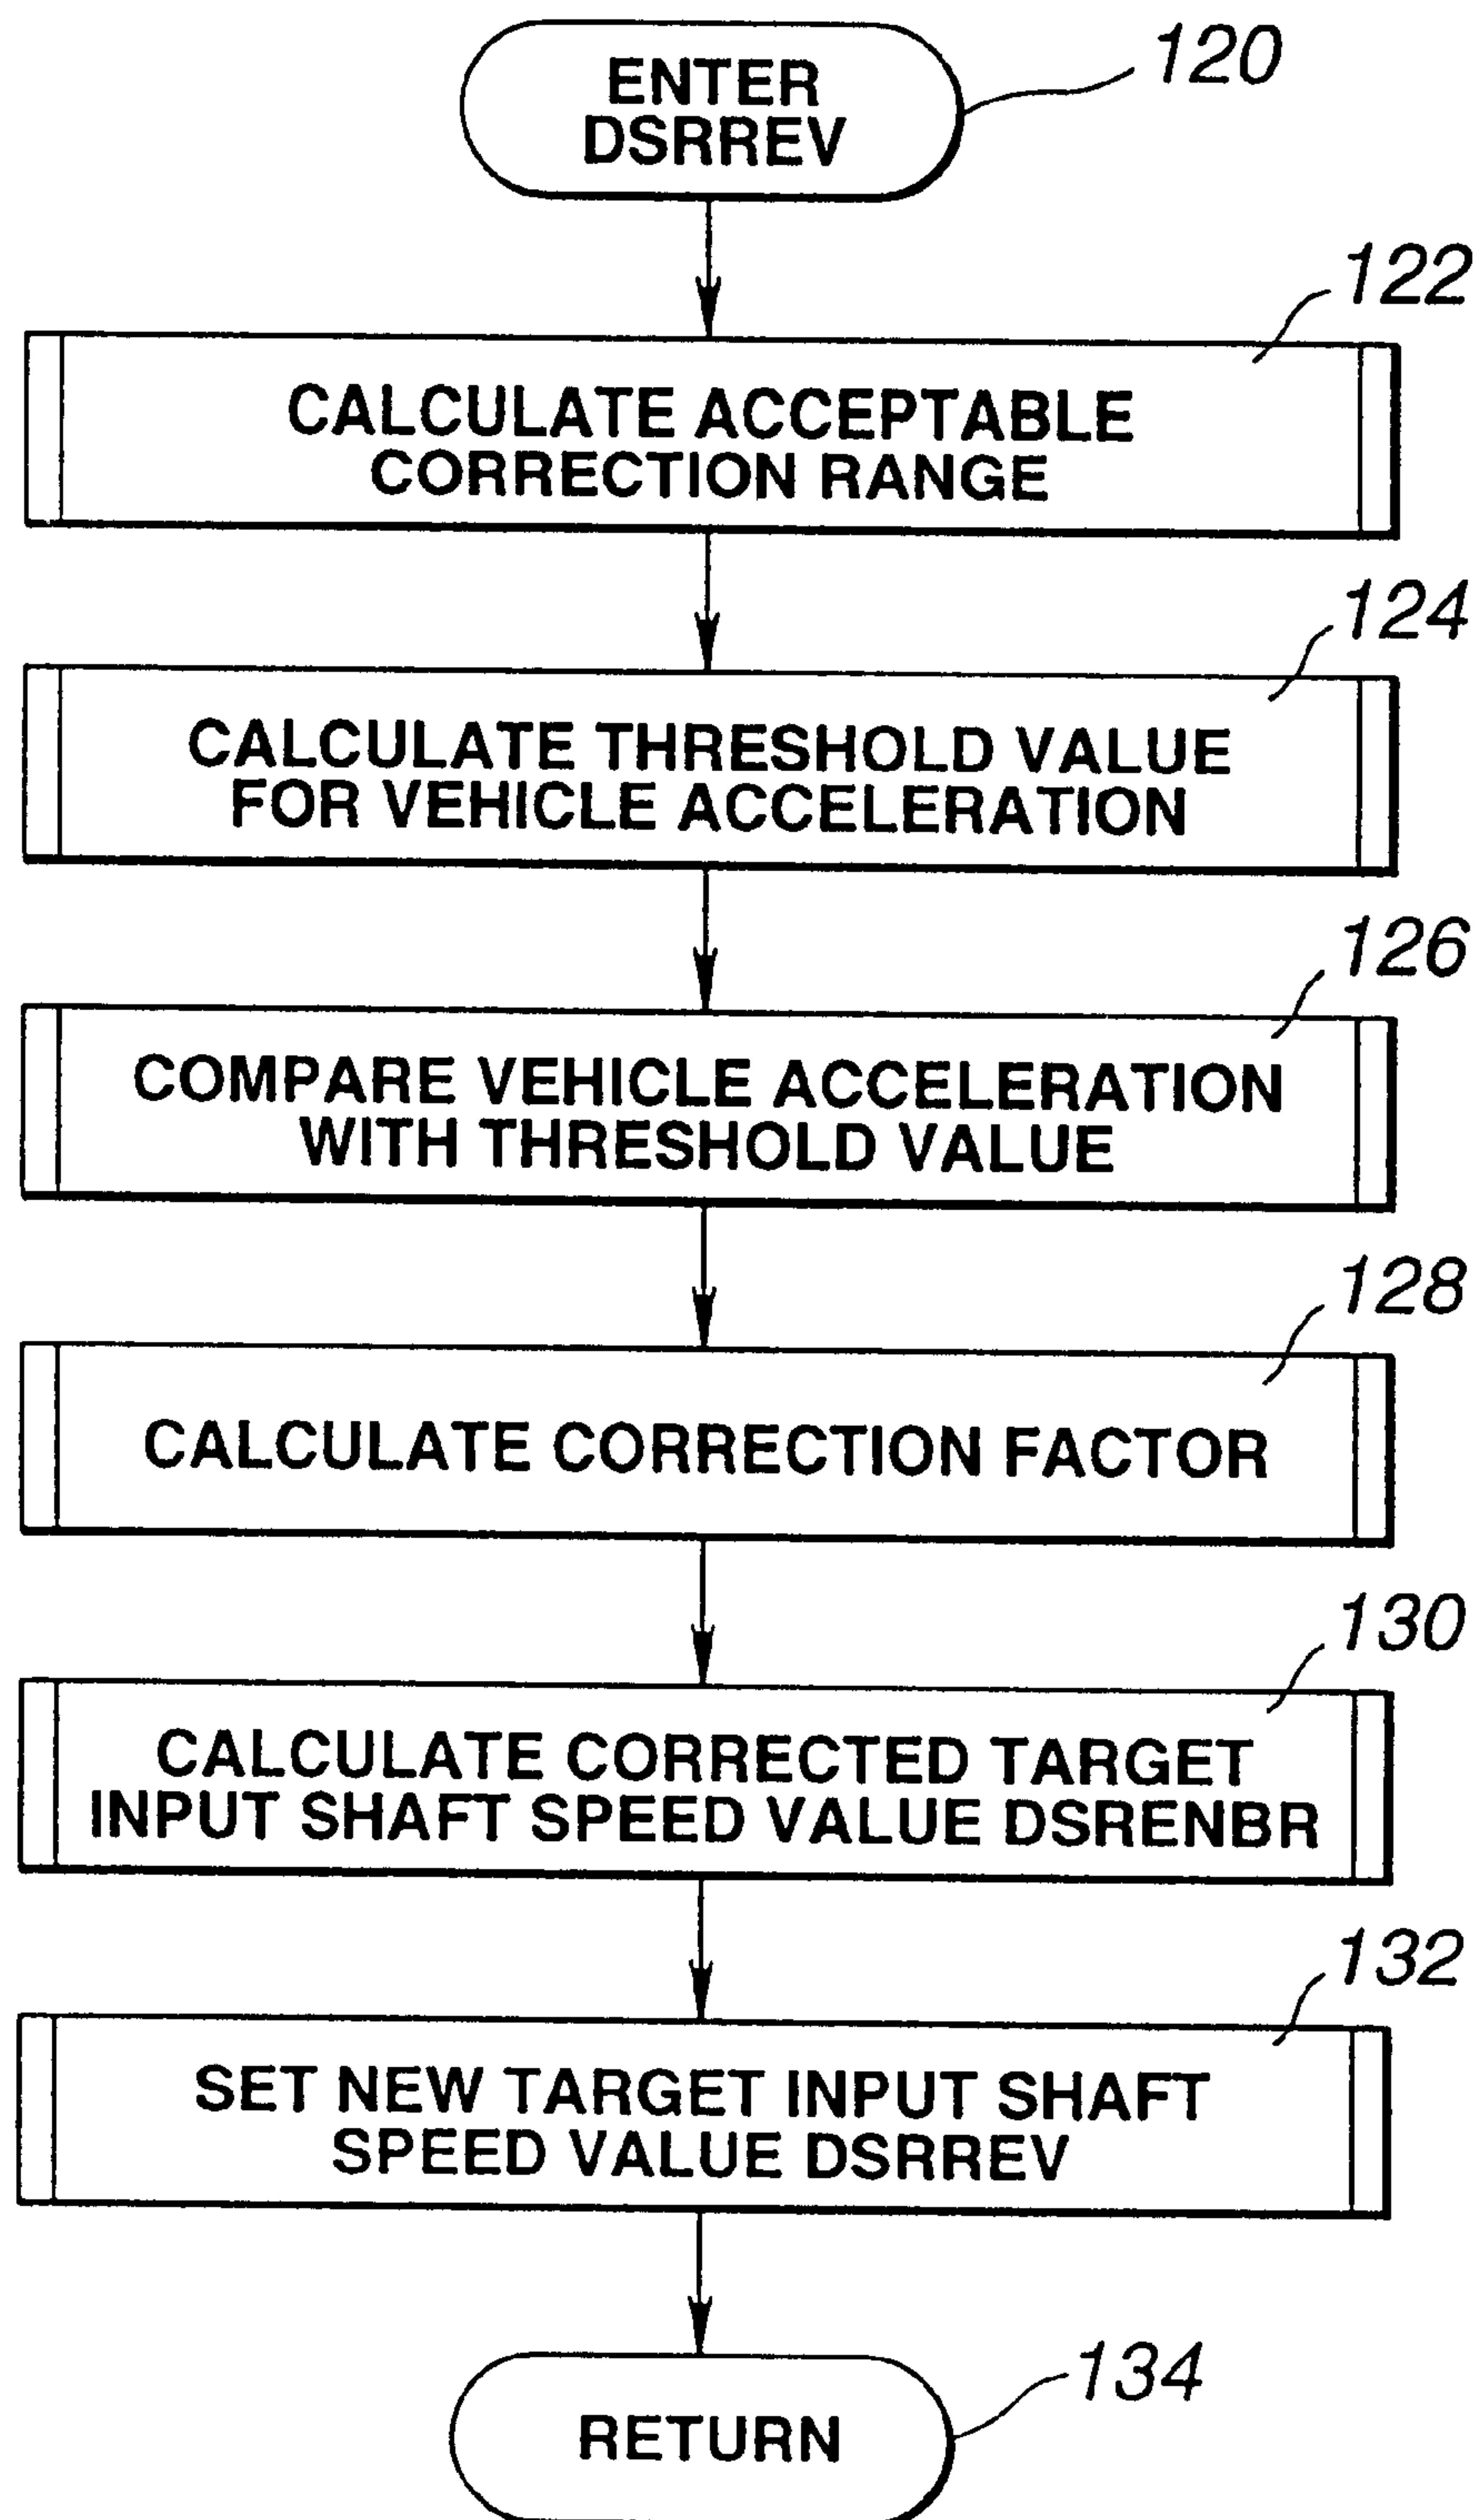 120
ENTER
DSRREV
122
CALCULATE ACCEPTABLE
CORRECTION RANGE
124
CALCULATE THRESHOLD VALUE
FOR VEHICLE ACCELERATION
126
COMPARE VEHICLE ACCELERATION
WITH THRESHOLD VALUE
128
CALCULATE CORRECTION FACTOR
130
CALCULATE CORRECTED TARGET
INPUT SHAFT SPEED VALUE DSRENBR
132
SET NEW TARGET INPUT SHAFT
SPEED VALUE DSRREV
134
RETURN